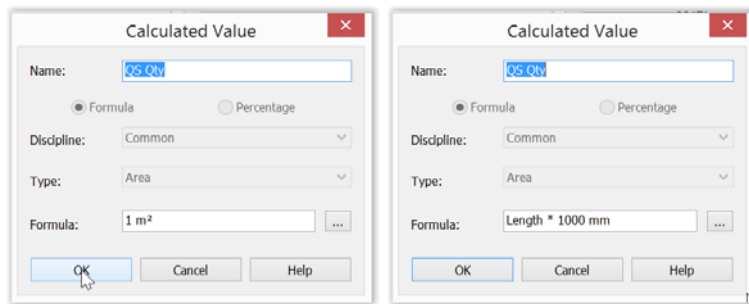 Calculated Value
Name: QS Qty
Formula Percentage
Discipline: Common
Type: Area
Formula: 1 m² ...
OK Cancel Help
Calculated Value
Name: QS Qty
Formula Percentage
Discipline: Common
Type: Area
Formula: Length * 1000 mm ...
OK Cancel Help